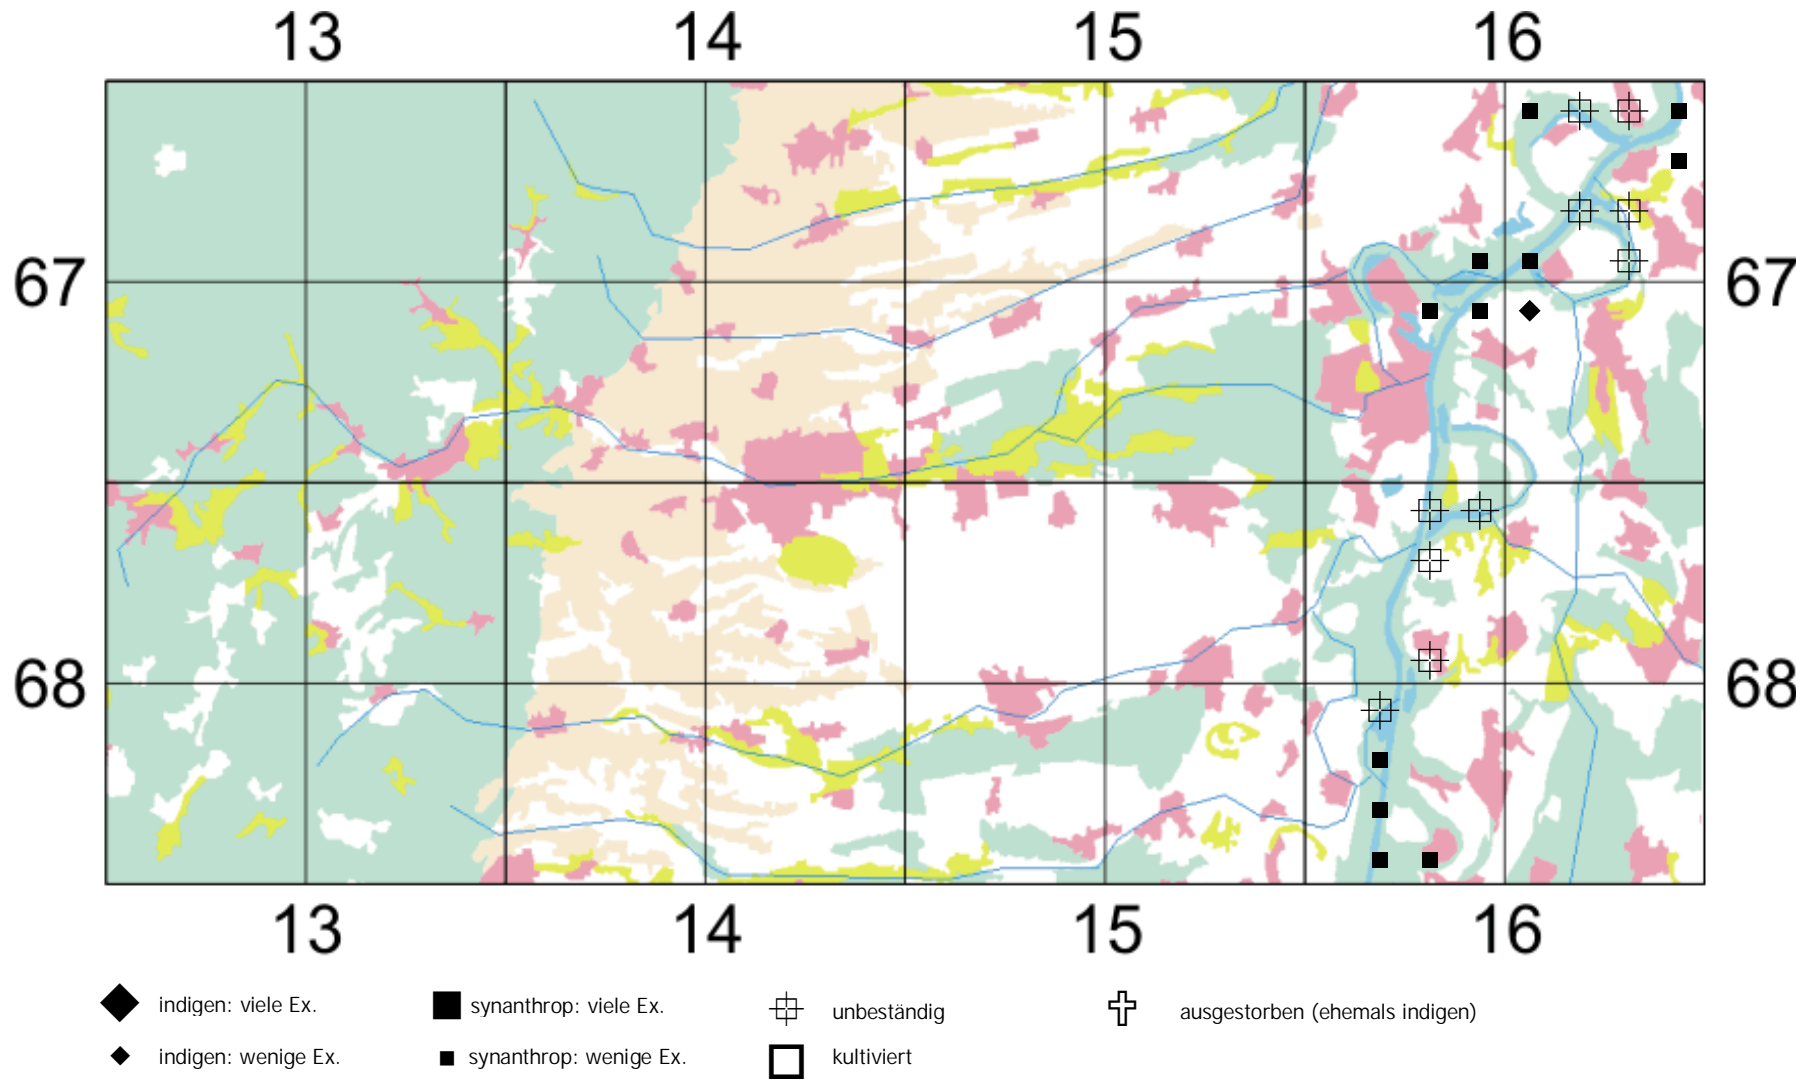 13 14 15 16
67 67
68 68
13 14 15 16
indigen: viele Ex. synanthrop: viele Ex. unbeständig ausgestorben (ehemals indigen)
indigen: wenige Ex. synanthrop: wenige Ex. kultiviert